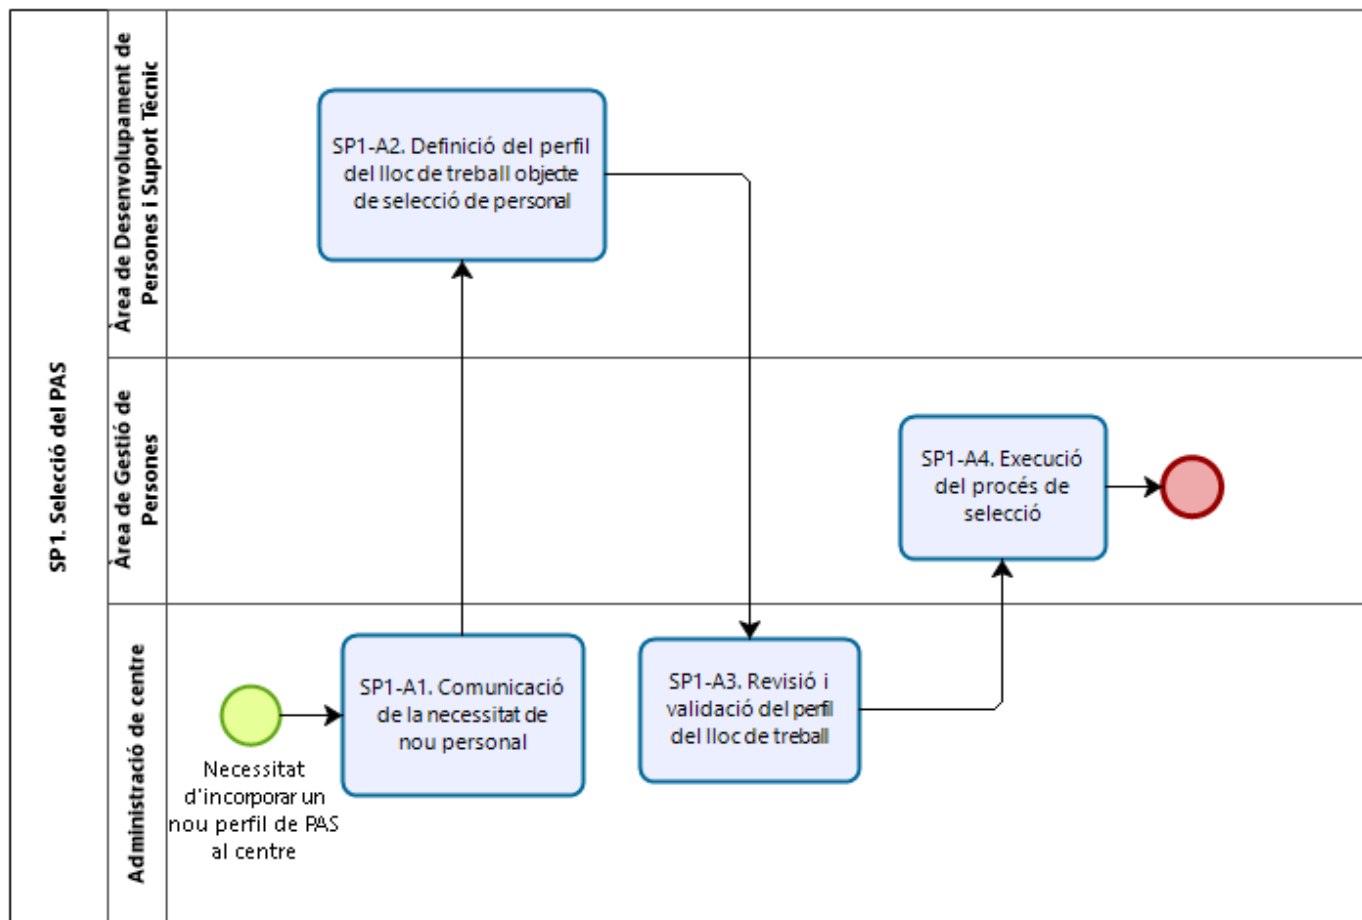 SP1. Selecció del PAS
Àrea de Desenvolupament de
Persones i Suport Tècnic
SP1-A2. Definició del perfil
del lloc de treball objecte
de selecció de personal
Àrea de Gestió de
Persones
SP1-A4. Execució
del procés de
selecció
Administració de centre
Necessitat
d'incorporar un
nou perfil de PAS
al centre
SP1-A1. Comunicació
de la necessitat de
nou personal
SP1-A3. Revisió i
validació del perfil
del lloc de treball